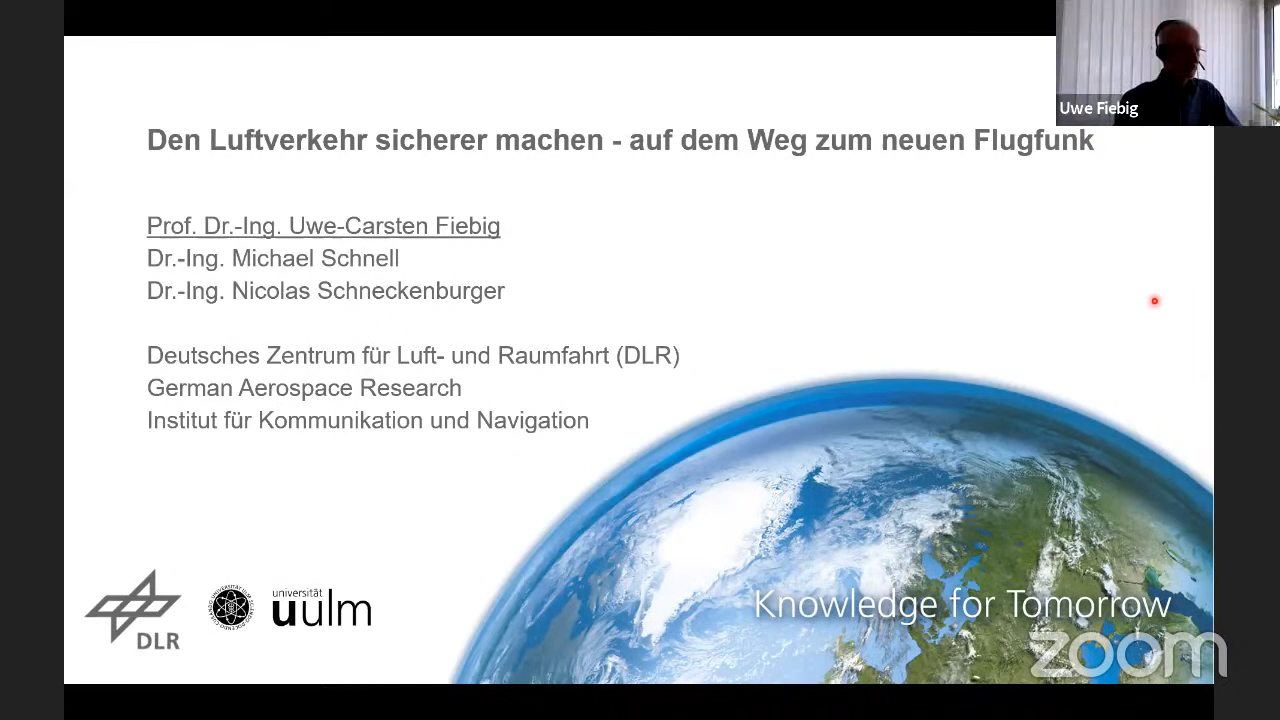 Uwe Fiebig
Den Luftverkehr sicherer machen - auf dem Weg zum neuen Flugfunk
Prof. Dr.-Ing. Uwe-Carsten Fiebig
Dr.-Ing. Michael Schnell
Dr.-Ing. Nicolas Schneckenburger
Deutsches Zentrum für Luft- und Raumfahrt (DLR)
German Aerospace Research
Institut für Kommunikation und Navigation
DLR
universität
uulm
Knowledge for Tomorrow
zoom